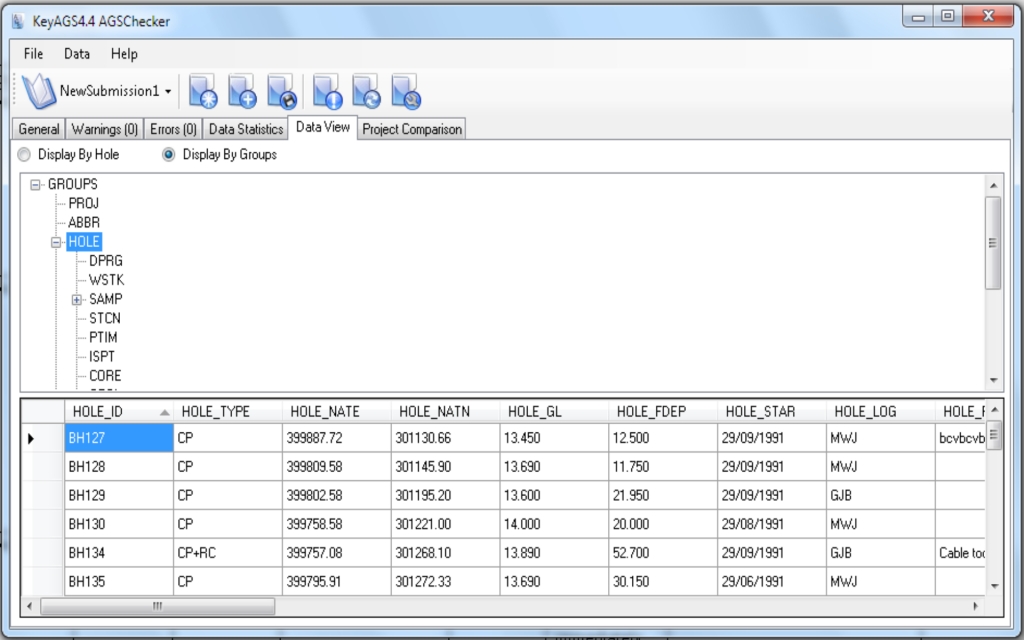 KeyAGS4.4 AGSChecker
File Data Help
NewSubmission1
General Warnings (0) Errors (0) Data Statistics Data View Project Comparison
Display By Hole Display By Groups
GROUPS
PROJ
ABBR
HOLE
DPRG
WSTK
SAMP
STCN
PTIM
ISPT
CORE
HOLE_ID HOLE_TYPE HOLE_NATE HOLE_NATN HOLE_GL HOLE_FDEP HOLE_STAR HOLE_LOG
BH127 CP 399887.72 301130.66 13.450 12.500 29/09/1991 MWJ bcvbcvb
BH128 CP 399809.58 301145.90 13.690 11.750 29/09/1991 MWJ
BH129 CP 399802.58 301195.20 13.600 21.950 29/09/1991 GJB
BH130 CP 399758.58 301221.00 14.000 20.000 29/08/1991 MWJ
BH134 CP+RC 399757.08 301268.10 13.890 52.700 29/09/1991 GJB Cable
BH135 CP 399795.91 301272.33 13.690 30.150 29/06/1991 MWJ